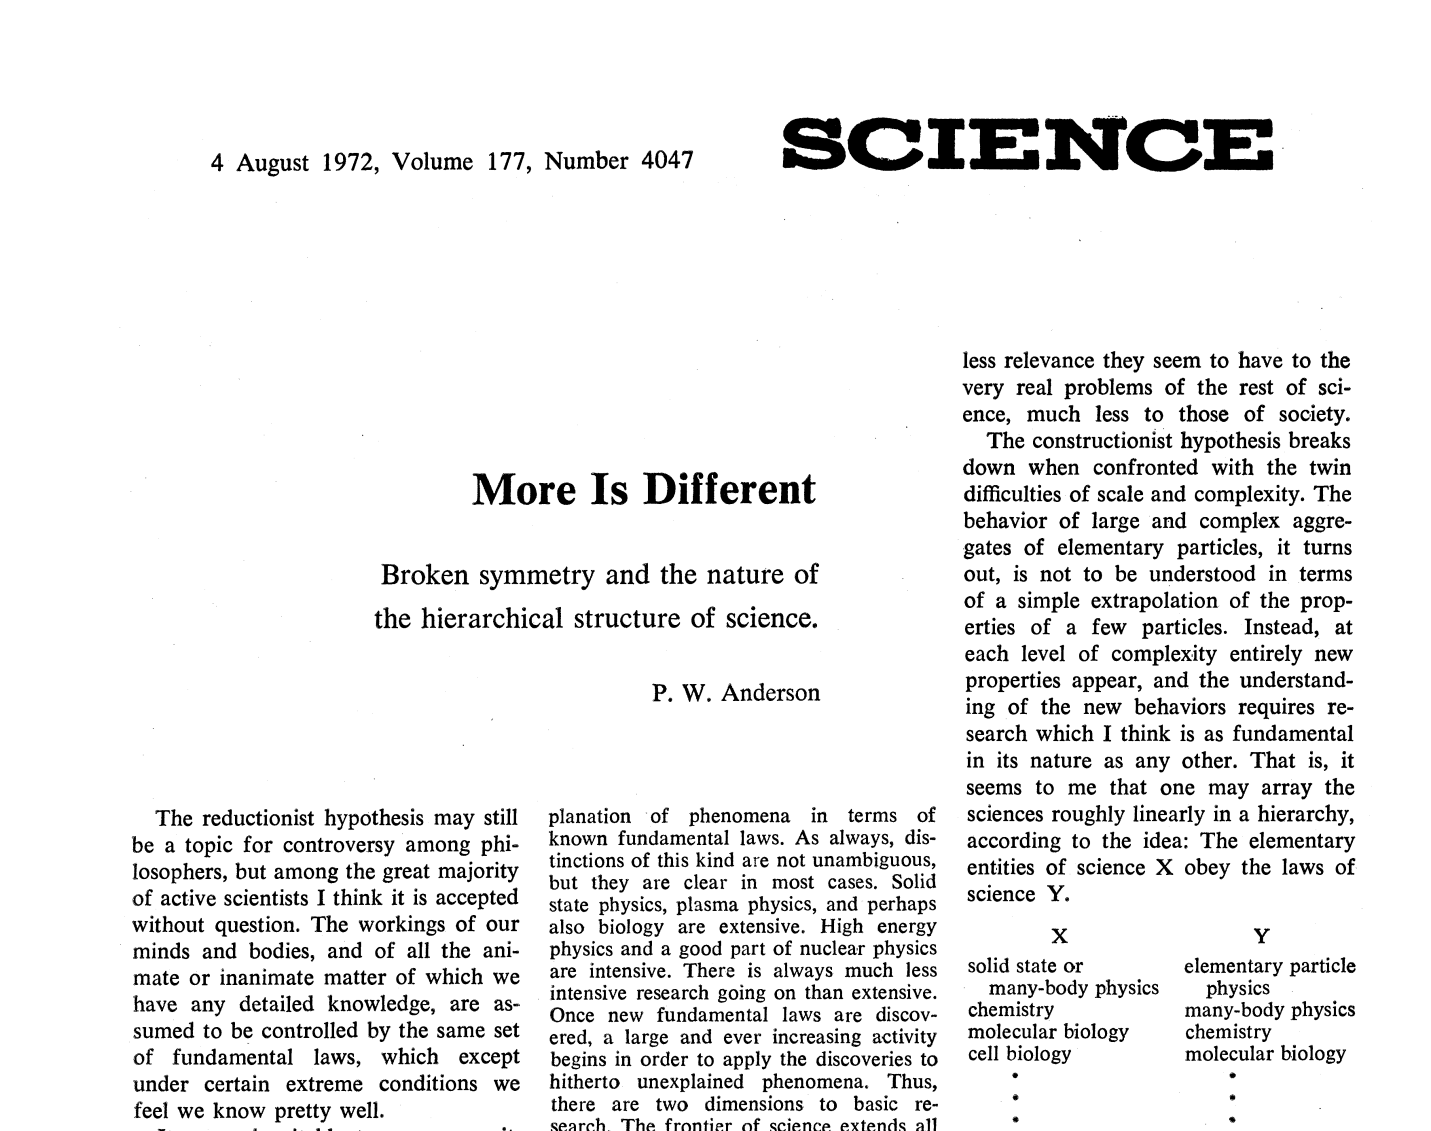 4 August 1972, Volume 177, Number 4047
SCIENCE
More Is Different
Broken symmetry and the nature of
the hierarchical structure of science.
P. W. Anderson
The reductionist hypothesis may still
be a topic for controversy among phi-
losophers, but among the great majority
of active scientists I think it is accepted
without question. The workings of our
minds and bodies, and of all the ani-
mate or inanimate matter of which we
have any detailed knowledge, are as-
sumed to be controlled by the same set
of fundamental laws, which except
under certain extreme conditions we
feel we know pretty well.
planation of phenomena in terms of
known fundamental laws. As always, dis-
tinctions of this kind are not unambiguous,
but they are clear in most cases. Solid
state physics, plasma physics, and perhaps
also biology are extensive. High energy
physics and a good part of nuclear physics
are intensive. There is always much less
intensive research going on than extensive.
Once new fundamental laws are discov-
ered, a large and ever increasing activity
begins in order to apply the discoveries to
hitherto unexplained phenomena. Thus,
there are two dimensions to basic re-
search. The frontier of science extends all
less relevance they seem to have to the
very real problems of the rest of sci-
ence, much less to those of society.
The constructionist hypothesis breaks
down when confronted with the twin
difficulties of scale and complexity. The
behavior of large and complex aggre-
gates of elementary particles, it turns
out, is not to be understood in terms
of a simple extrapolation of the prop-
erties of a few particles. Instead, at
each level of complexity entirely new
properties appear, and the understand-
ing of the new behaviors requires re-
search which I think is as fundamental
in its nature as any other. That is, it
seems to me that one may array the
sciences roughly linearly in a hierarchy,
according to the idea: The elementary
entities of science X obey the laws of
science Y.
X Y
solid state or elementary particle
many-body physics physics
chemistry many-body physics
molecular biology chemistry
cell biology molecular biology
. .
. .
. .